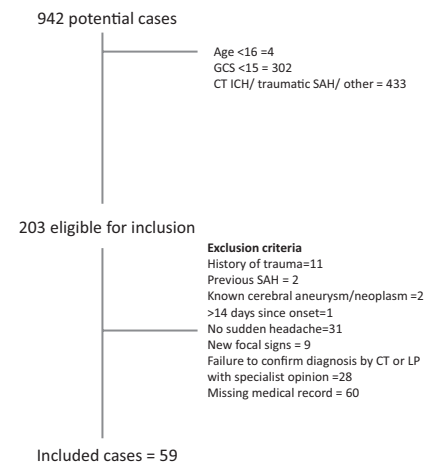 942 potential cases
Age <16 =4
GCS <15 = 302
CT ICH/ traumatic SAH/ other = 433
203 eligible for inclusion
Exclusion criteria
History of trauma=11
Previous SAH = 2
Known cerebral aneurysm/neoplasm =2
>14 days since onset=1
No sudden headache=31
New focal signs = 9
Failure to confirm diagnosis by CT or LP
with specialist opinion =28
Missing medical record = 60
Included cases = 59